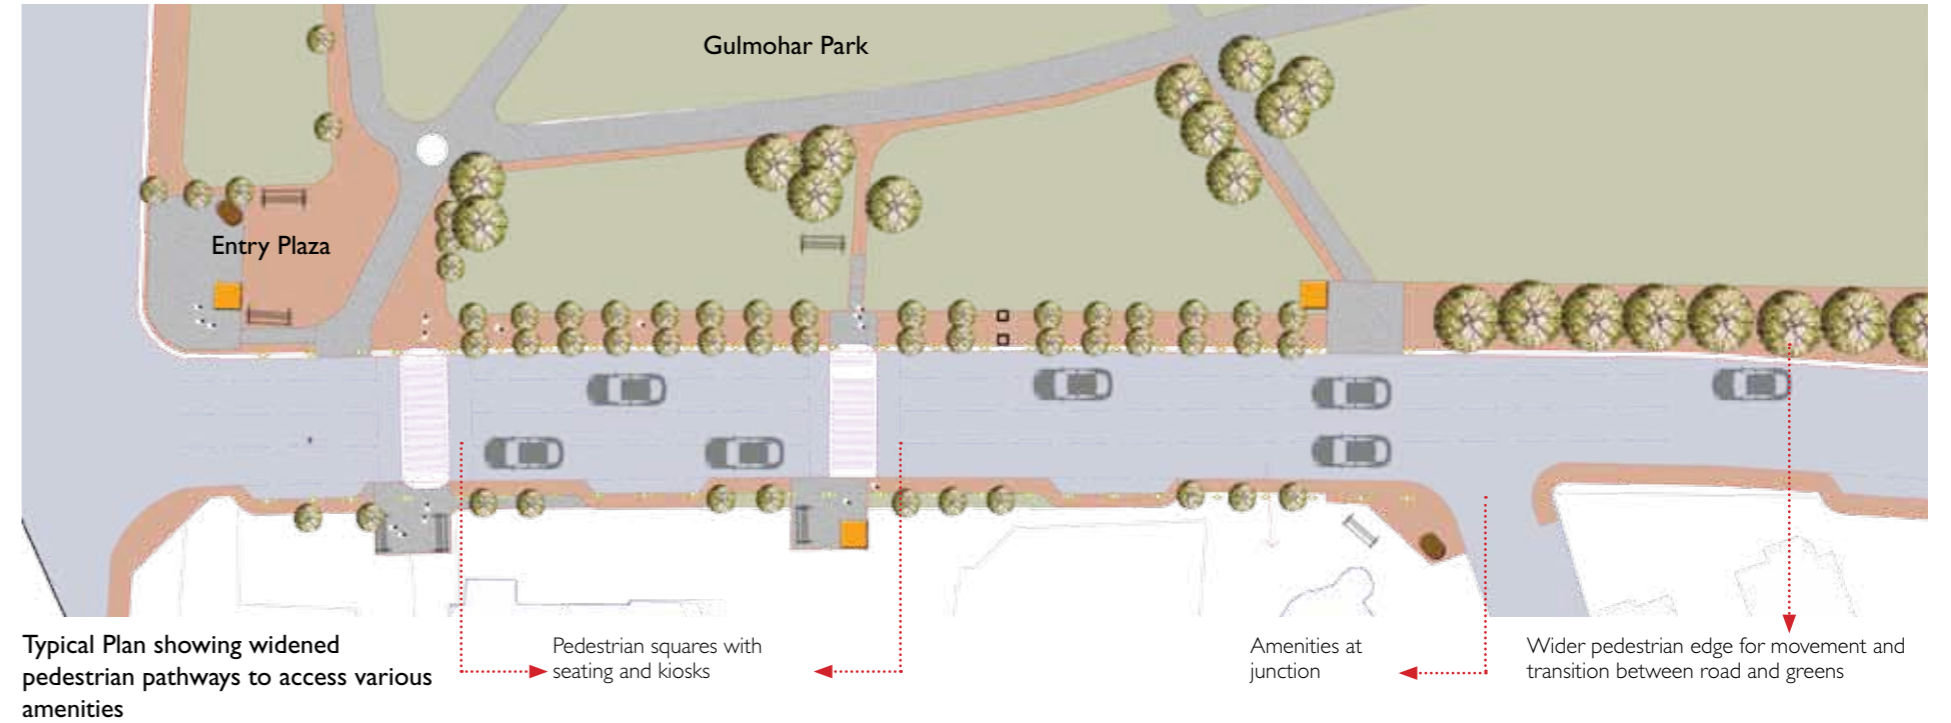 Gulmohar Park
Entry Plaza
Typical Plan showing widened
pedestrian pathways to access various
amenities
Pedestrian squares with
seating and kiosks
Amenities at
junction
Wider pedestrian edge for movement and
transition between road and greens